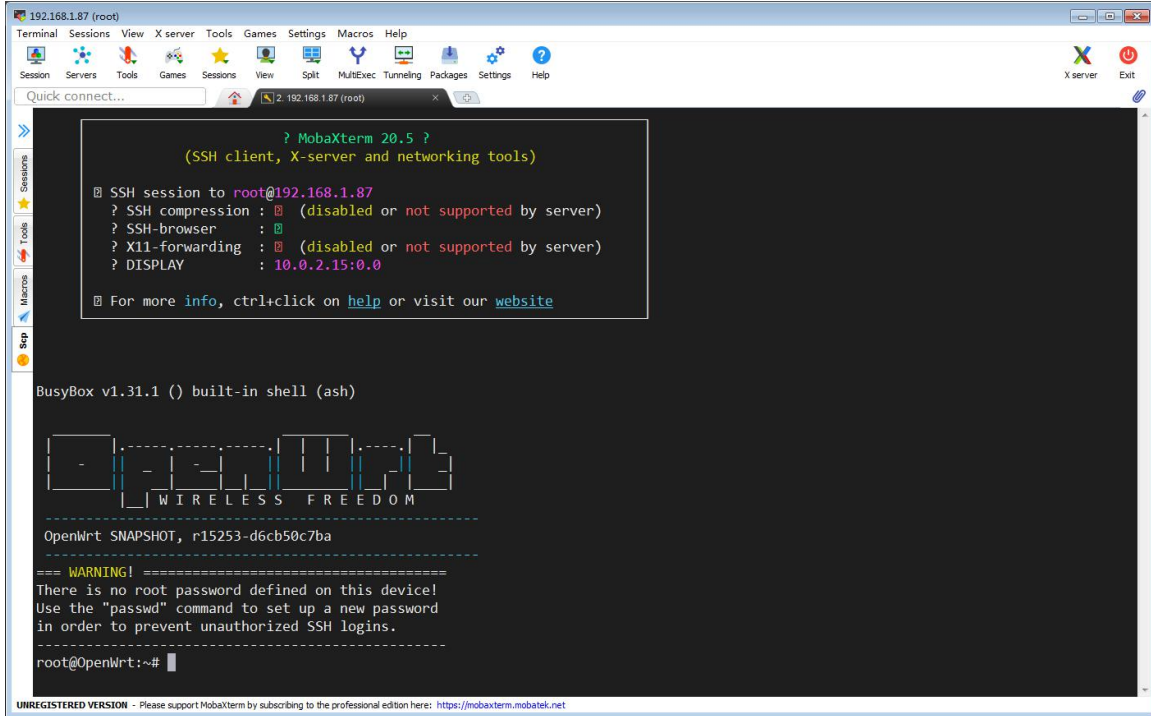 192.168.1.87 (root)
Terminal Sessions View X server Tools Games Settings Macros Help
Session Servers Tools Games Sessions View Split MultiExec Tunneling Packages Settings Help X server Exit
Quick connect... 2. 192.168.1.87 (root)
Sessions
Tools
Macros
Scp
? MobaXterm 20.5 ?
(SSH client, X-server and networking tools)
SSH session to root@192.168.1.87
? SSH compression : (disabled or not supported by server)
? SSH-browser :
? X11-forwarding : (disabled or not supported by server)
? DISPLAY : 10.0.2.15:0.0
For more info, ctrl+click on help or visit our website
BusyBox v1.31.1 () built-in shell (ash)
OpenWrt
W I R E L E S S F R E E D O M
-----------------------------------------------------
OpenWrt SNAPSHOT, r15253-d6cb50c7ba
-----------------------------------------------------
=== WARNING! =====================================
There is no root password defined on this device!
Use the "passwd" command to set up a new password
in order to prevent unauthorized SSH logins.
--------------------------------------------------
root@OpenWrt:~#
UNREGISTERED VERSION - Please support MobaXterm by subscribing to the professional edition here: https://mobaxterm.mobatek.net